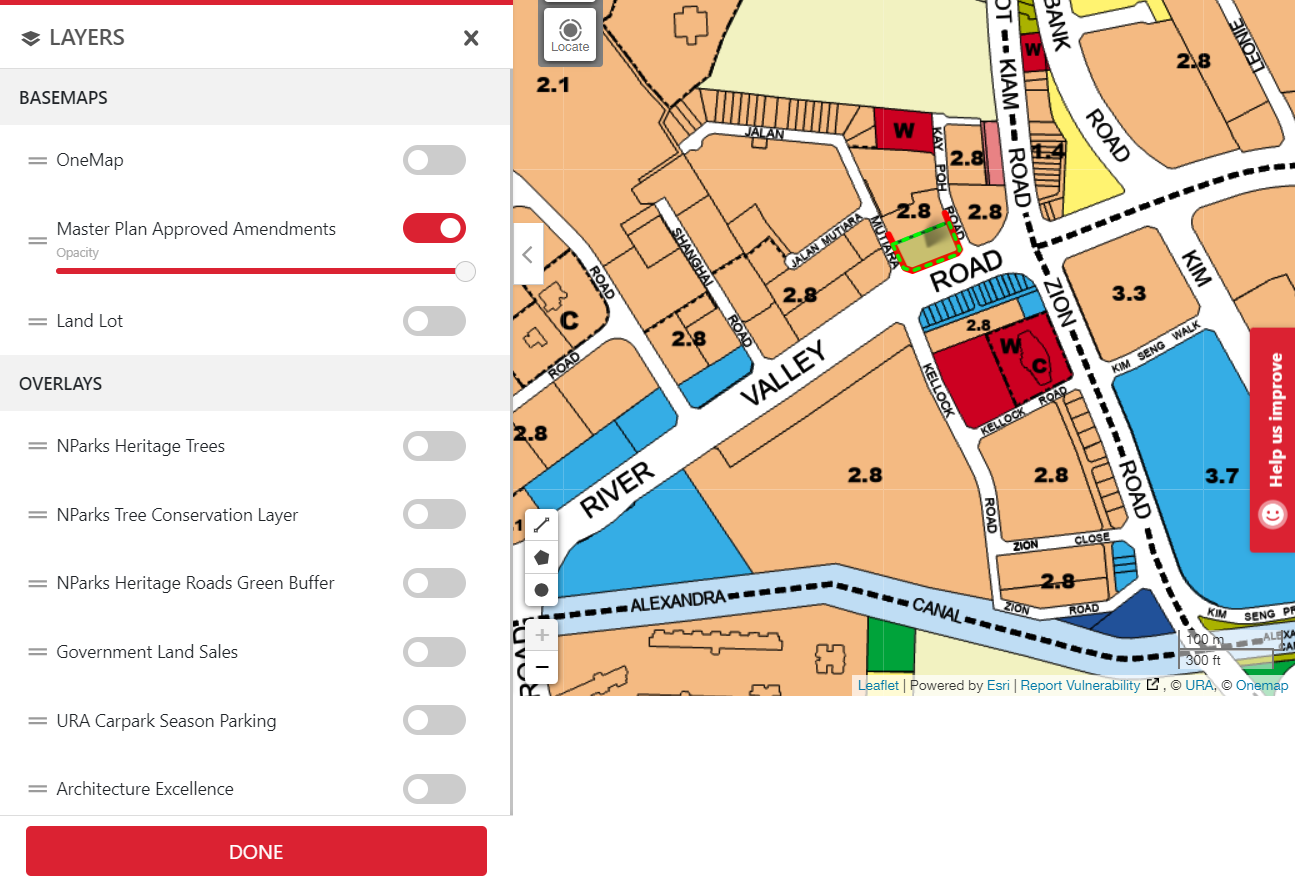 LAYERS
BASEMAPS
OneMap
Master Plan Approved Amendments
Opacity
Land Lot
OVERLAYS
NParks Heritage Trees
NParks Tree Conservation Layer
NParks Heritage Roads Green Buffer
Government Land Sales
URA Carpark Season Parking
Architecture Excellence
DONE
Locate
2.1
BANK
KIAM
ROAD
W
2.8
LEONIE
ROAD
JALAN
W
KAY POH
ROAD
2.8
1.4
2.8
2.8
MUTIARA
JALAN MUTIARA
SHANGHAI
ROAD
ROAD
C
ROAD
2.8
2.8
2.8
RIVER
VALLEY
ROAD
2.8
W
C
KELLOCK
KELLOCK ROAD
ROAD
ZION
ROAD
3.3
KIM
KIM SENG WALK
3.7
2.8
2.8
ZION CLOSE
2.8
ZION ROAD
KIM SENG
ALEXANDRA
CANAL
ROAD
Help us improve
+
−
100 m
300 ft
Leaflet | Powered by Esri | Report Vulnerability , © URA, © Onemap